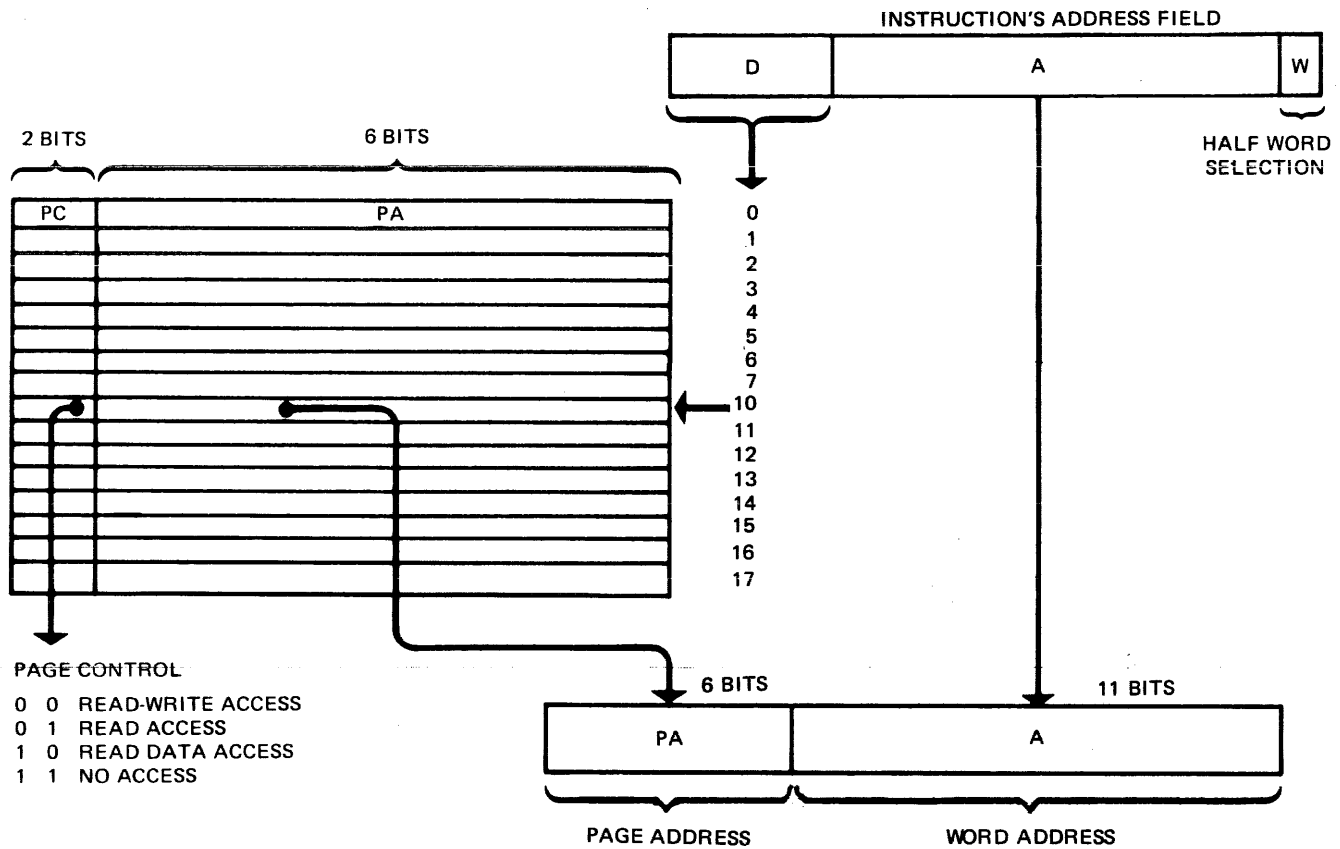 INSTRUCTION'S ADDRESS FIELD
D A W
2 BITS 6 BITS
HALF WORD
SELECTION
PC PA
0
1
2
3
4
5
6
7
10
11
12
13
14
15
16
17
PAGE CONTROL
0 0 READ-WRITE ACCESS
0 1 READ ACCESS
1 0 READ DATA ACCESS
1 1 NO ACCESS
6 BITS 11 BITS
PA A
PAGE ADDRESS WORD ADDRESS